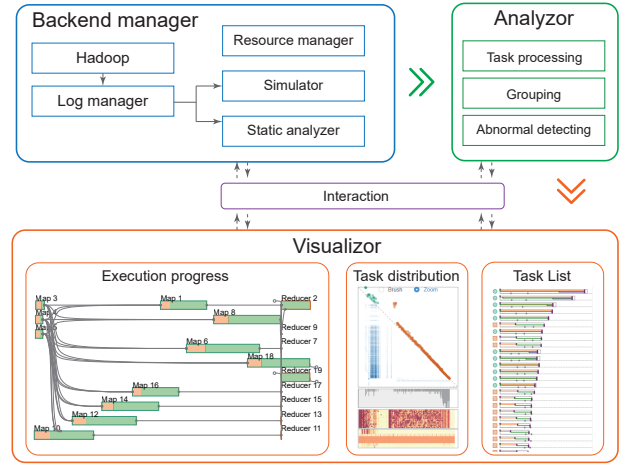 Backend manager
Hadoop
Log manager
Resource manager
Simulator
Static analyzer
Analyzor
Task processing
Grouping
Abnormal detecting
Interaction
Visualizor
Execution progress
Map 3
Map 1
Reducer 2
Map 8
Reducer 9
Map 6
Reducer 7
Map 18
Reducer 19
Reducer 17
Map 16
Reducer 15
Map 14
Reducer 13
Map 12
Map 10
Reducer 11
Task distribution
Brush
Zoom
Task List